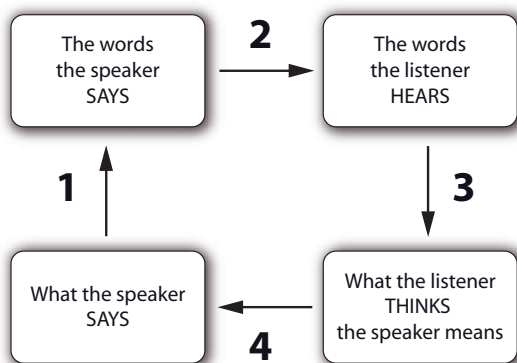 The words
the speaker
SAYS
2
The words
the listener
HEARS
1
3
What the speaker
SAYS
4
What the listener
THINKS
the speaker means